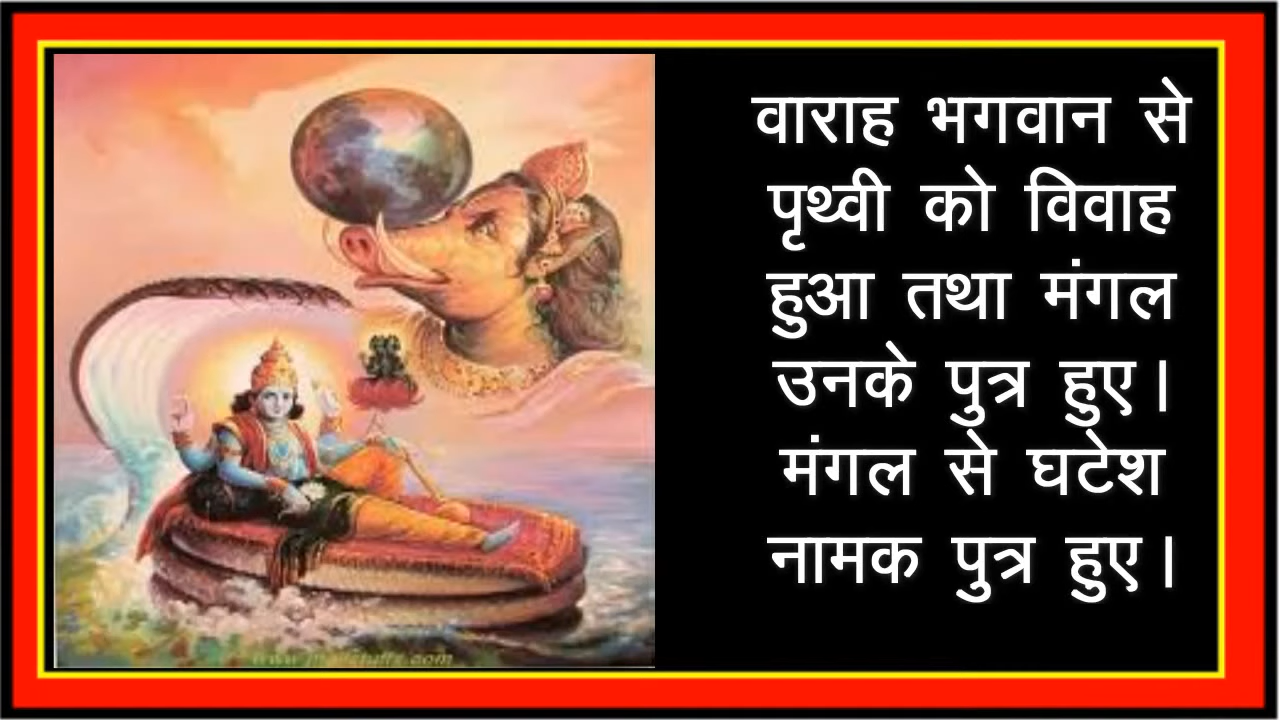 वाराह भगवान से
पृथ्वी को विवाह
हुआ तथा मंगल
उनके पुत्र हुए।
मंगल से घटेश
नामक पुत्र हुए।